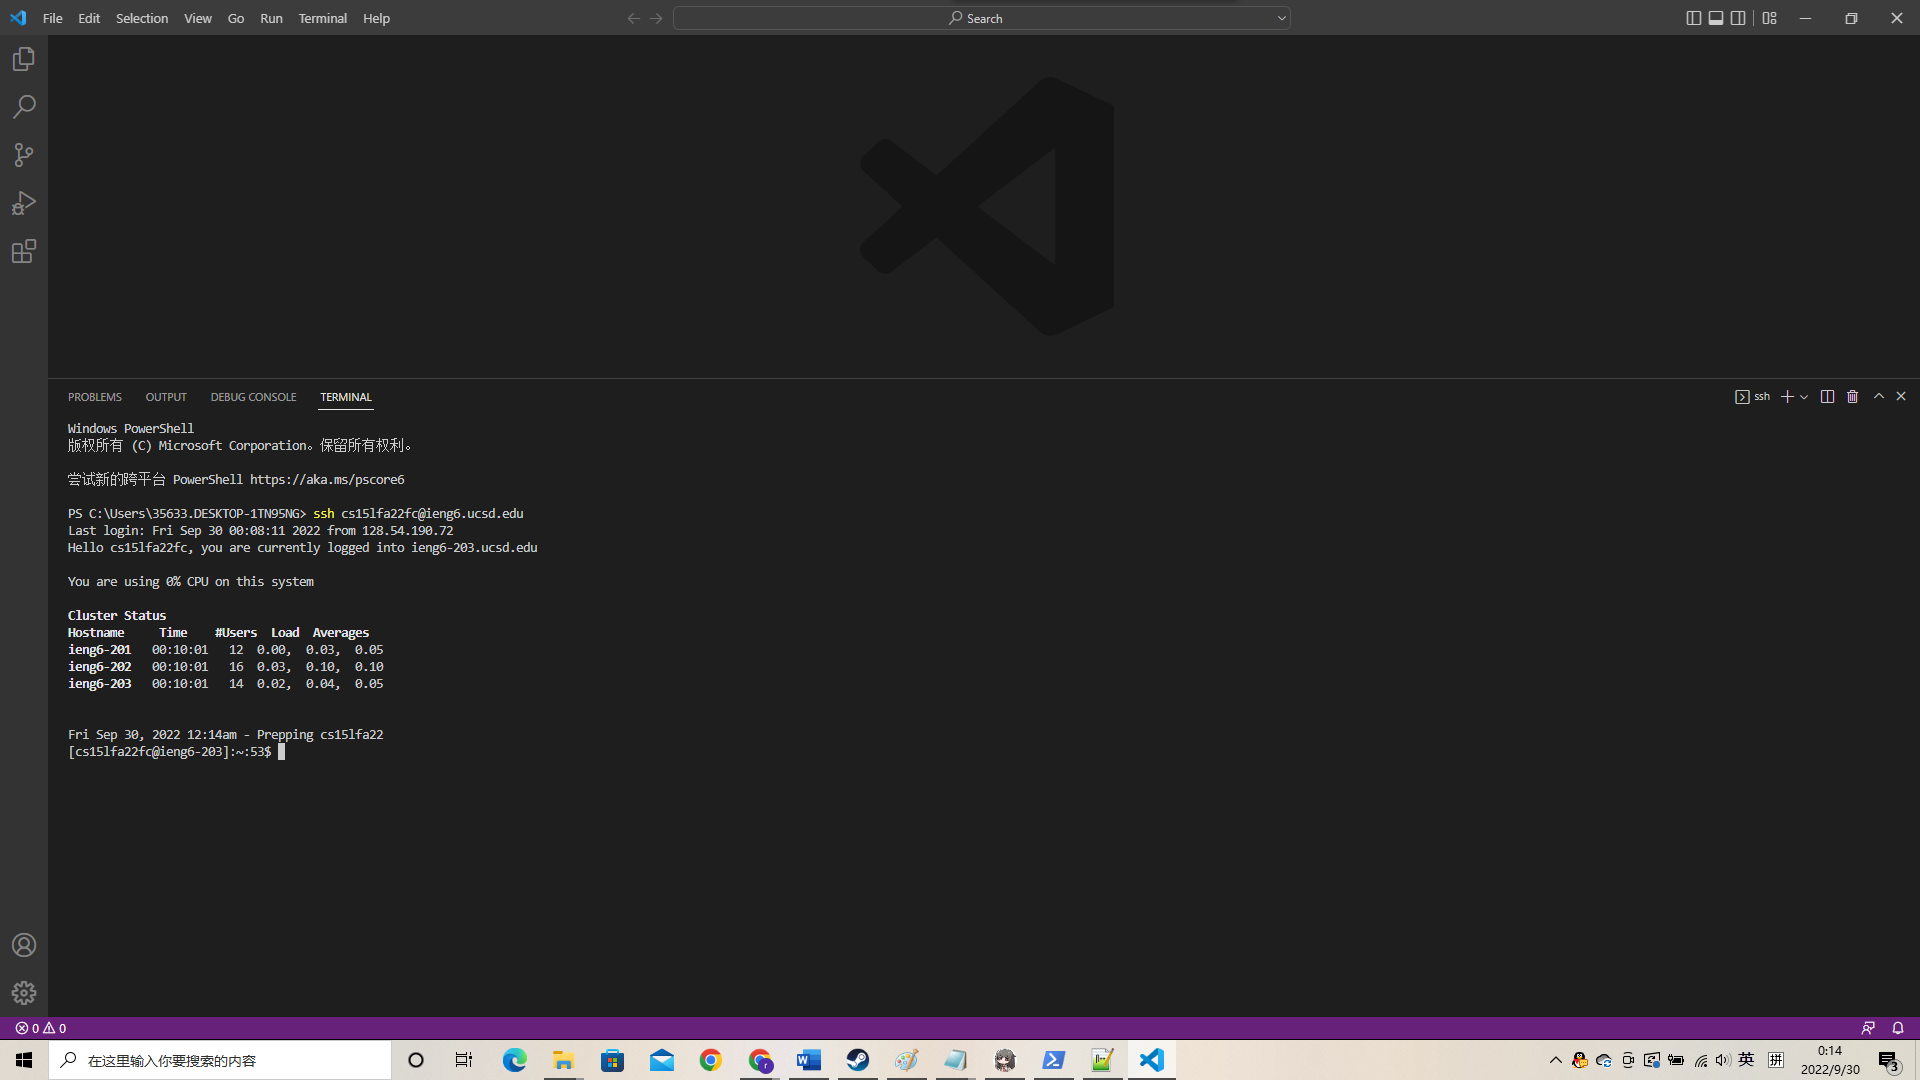 File Edit Selection View Go Run Terminal Help
Search
PROBLEMS OUTPUT DEBUG CONSOLE TERMINAL
ssh
Windows PowerShell
版权所有 (C) Microsoft Corporation。保留所有权利。
尝试新的跨平台 PowerShell https://aka.ms/pscore6
PS C:\Users\35633.DESKTOP-1TN95NG> ssh cs15lfa22fc@ieng6.ucsd.edu
Last login: Fri Sep 30 00:08:11 2022 from 128.54.190.72
Hello cs15lfa22fc, you are currently logged into ieng6-203.ucsd.edu
You are using 0% CPU on this system
Cluster Status
Hostname Time #Users Load Averages
ieng6-201 00:10:01 12 0.00, 0.03, 0.05
ieng6-202 00:10:01 16 0.03, 0.10, 0.10
ieng6-203 00:10:01 14 0.02, 0.04, 0.05
Fri Sep 30, 2022 12:14am - Prepping cs15lfa22
[cs15lfa22fc@ieng6-203]:~:53$
0 0
在这里输入你要搜索的内容
英
拼
0:14
2022/9/30
3